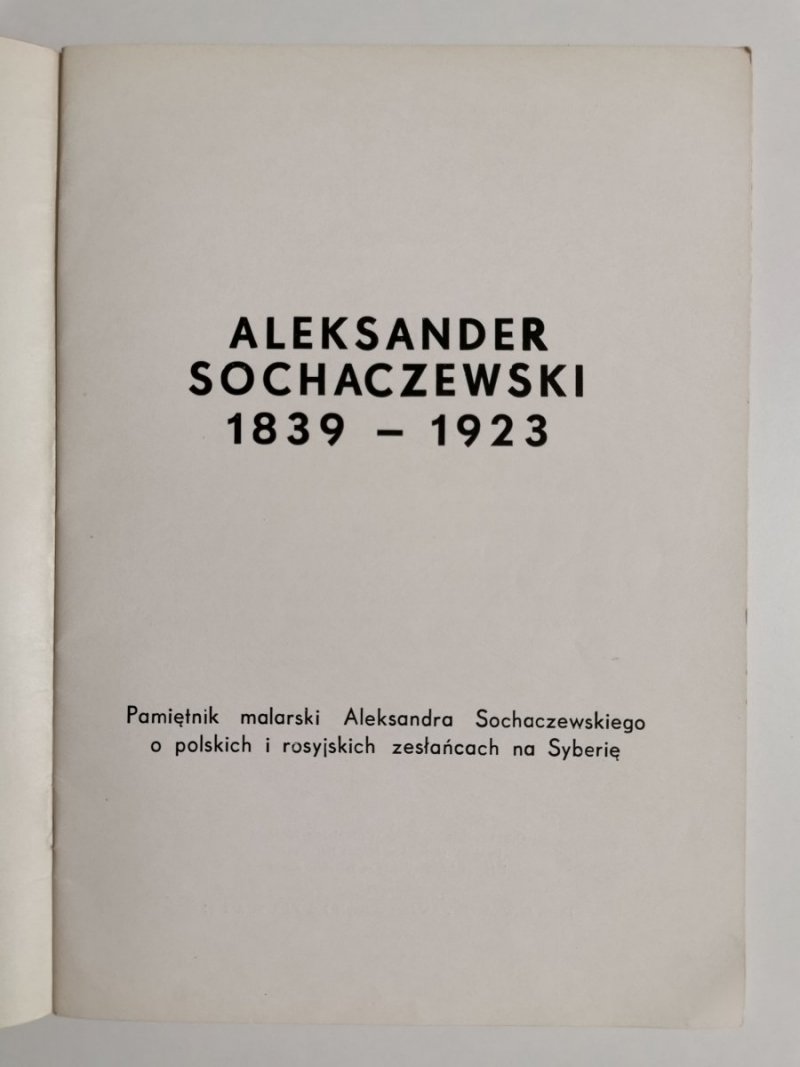 ALEKSANDER
SOCHACZEWSKI
1839 – 1923
Pamiętnik malarski Aleksandra Sochaczewskiego
o polskich i rosyjskich zesłańcach na Syberię